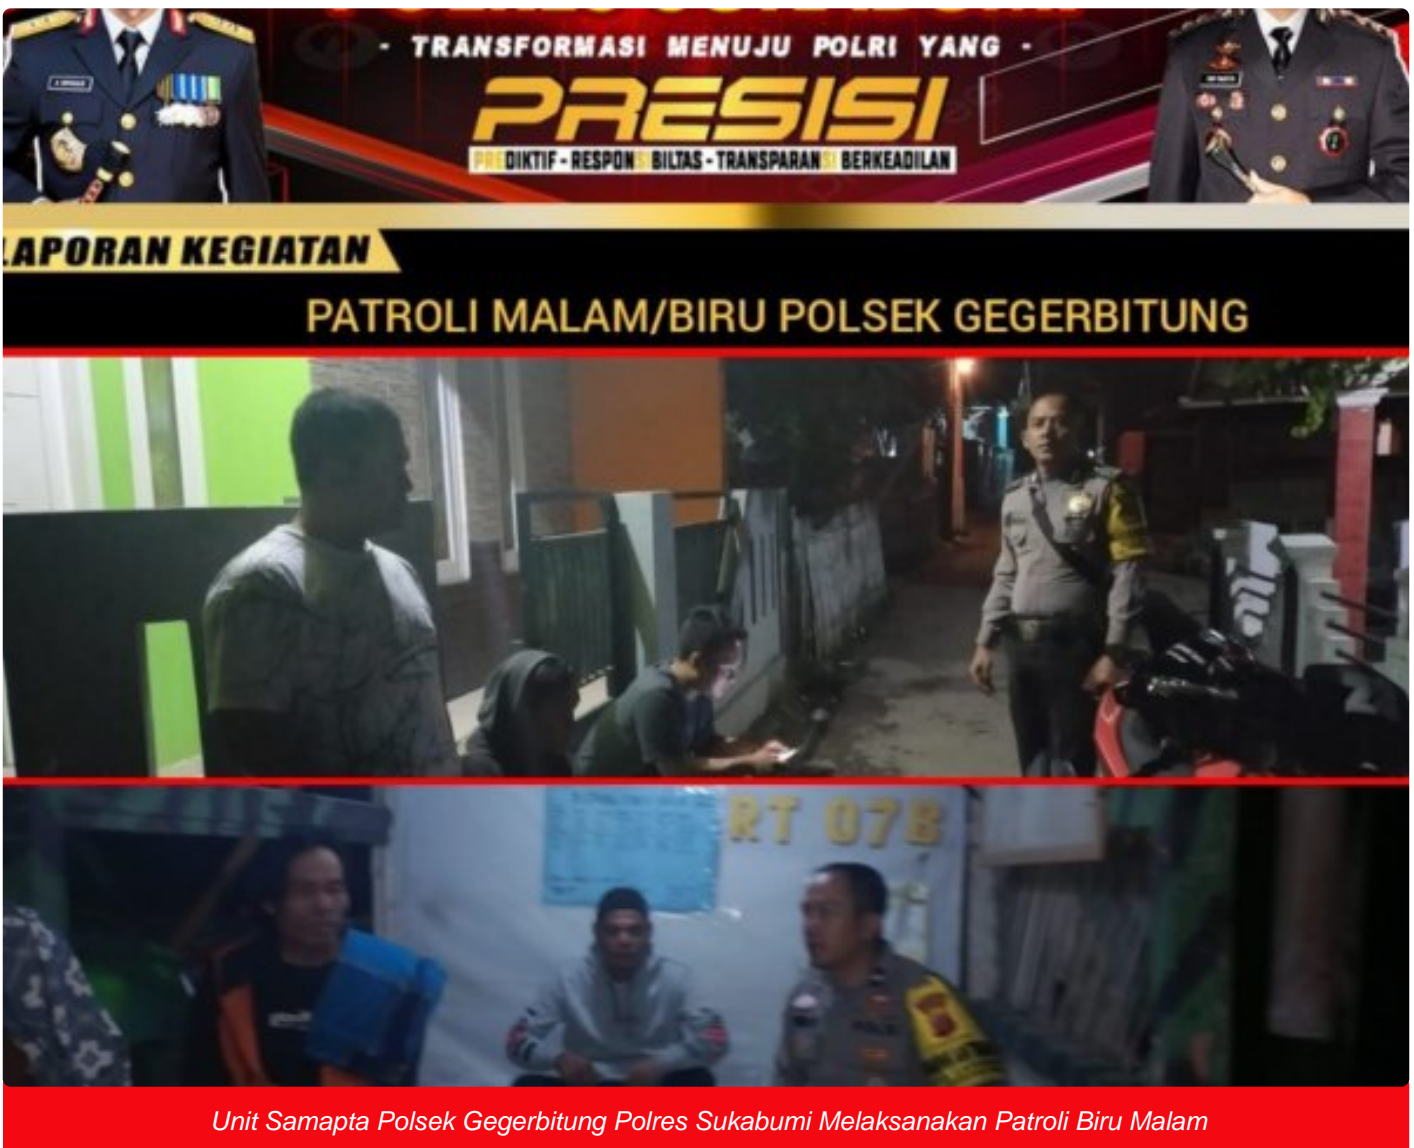 - TRANSFORMASI MENUJU POLRI YANG -
PRESISI
PREDIKTIF - RESPONSIBILTAS - TRANSPARANSI BERKEADILAN
LAPORAN KEGIATAN
PATROLI MALAM/BIRU POLSEK GEGERBITUNG
RT 07B
Unit Samapta Polsek Gegerbitung Polres Sukabumi Melaksanakan Patroli Biru Malam